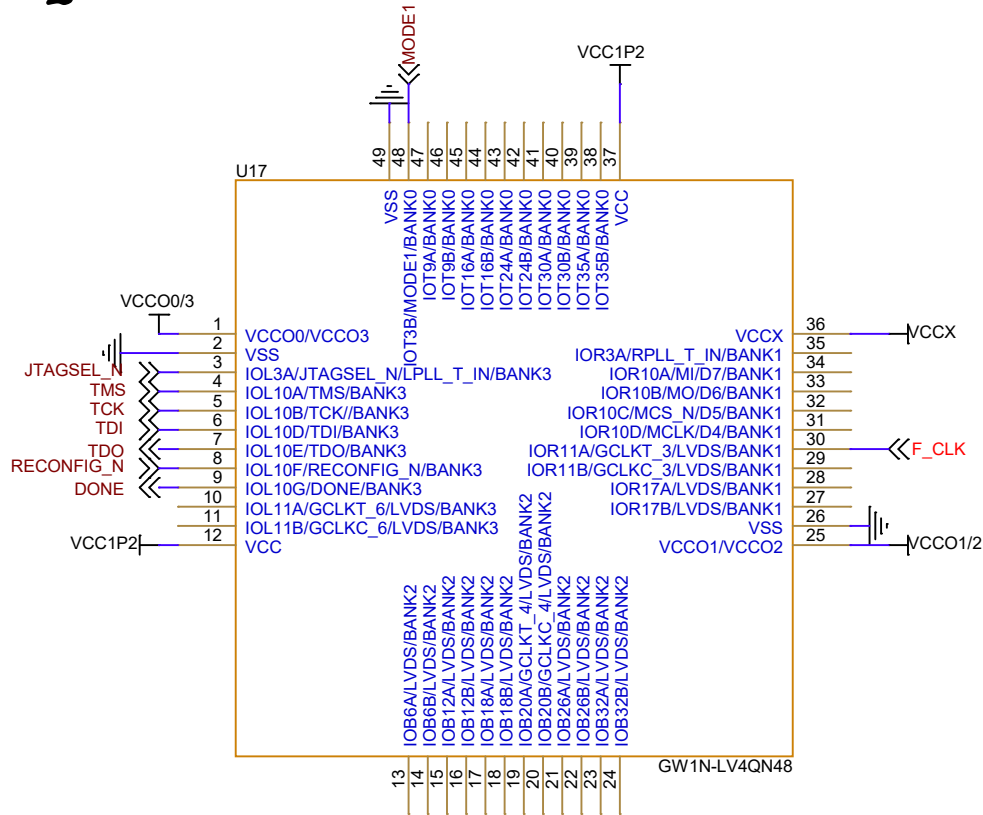 MODE1
VCC1P2
49
48
47
46
45
44
43
42
41
40
39
38
37
U17
VSS
IOT3B/MODE1/BANK0
IOT9A/BANK0
IOT9B/BANK0
IOT16A/BANK0
IOT16B/BANK0
IOT24A/BANK0
IOT24B/BANK0
IOT30A/BANK0
IOT30B/BANK0
IOT35A/BANK0
IOT35B/BANK0
VCC
VCCO0/3
1 VCCO0/VCCO3
2 VSS
JTAGSEL_N 3 IOL3A/JTAGSEL_N/LPLL_T_IN/BANK3
TMS 4 IOL10A/TMS/BANK3
TCK 5 IOL10B/TCK//BANK3
TDI 6 IOL10D/TDI/BANK3
TDO 7 IOL10E/TDO/BANK3
RECONFIG_N 8 IOL10F/RECONFIG_N/BANK3
DONE 9 IOL10G/DONE/BANK3
10 IOL11A/GCLKT_6/LVDS/BANK3
11 IOL11B/GCLKC_6/LVDS/BANK3
VCC1P2 12 VCC
VCCX 36 VCCX
IOR3A/RPLL_T_IN/BANK1 35
IOR10A/MI/D7/BANK1 34
IOR10B/MO/D6/BANK1 33
IOR10C/MCS_N/D5/BANK1 32
IOR10D/MCLK/D4/BANK1 31
IOR11A/GCLKT_3/LVDS/BANK1 30 F_CLK
IOR11B/GCLKC_3/LVDS/BANK1 29
IOR17A/LVDS/BANK1 28
IOR17B/LVDS/BANK1 27
VSS 26
VCCO1/VCCO2 25 VCCO1/2
IOB6A/LVDS/BANK2
IOB6B/LVDS/BANK2
IOB12A/LVDS/BANK2
IOB12B/LVDS/BANK2
IOB18A/LVDS/BANK2
IOB18B/LVDS/BANK2
IOB20A/GCLKT_4/LVDS/BANK2
IOB20B/GCLKC_4/LVDS/BANK2
IOB26A/LVDS/BANK2
IOB26B/LVDS/BANK2
IOB32A/LVDS/BANK2
IOB32B/LVDS/BANK2
GW1N-LV4QN48
13
14
15
16
17
18
19
20
21
22
23
24